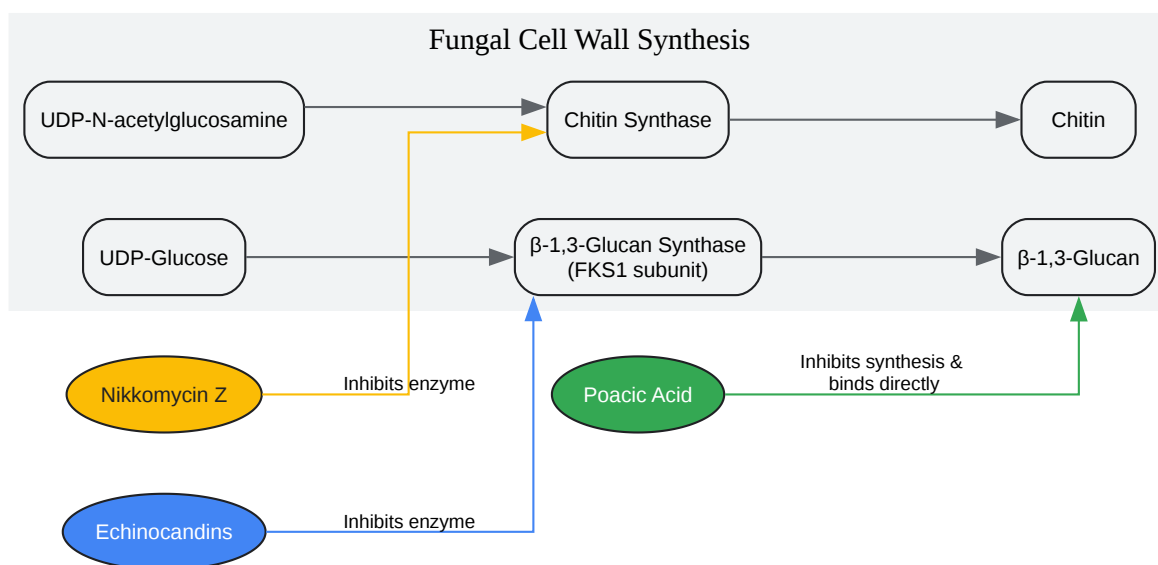 Fungal Cell Wall Synthesis
UDP-N-acetylglucosamine
Chitin Synthase
Chitin
UDP-Glucose
β-1,3-Glucan Synthase
(FKS1 subunit)
β-1,3-Glucan
Nikkomycin Z
Inhibits enzyme
Poacic Acid
Inhibits synthesis &
binds directly
Echinocandins
Inhibits enzyme